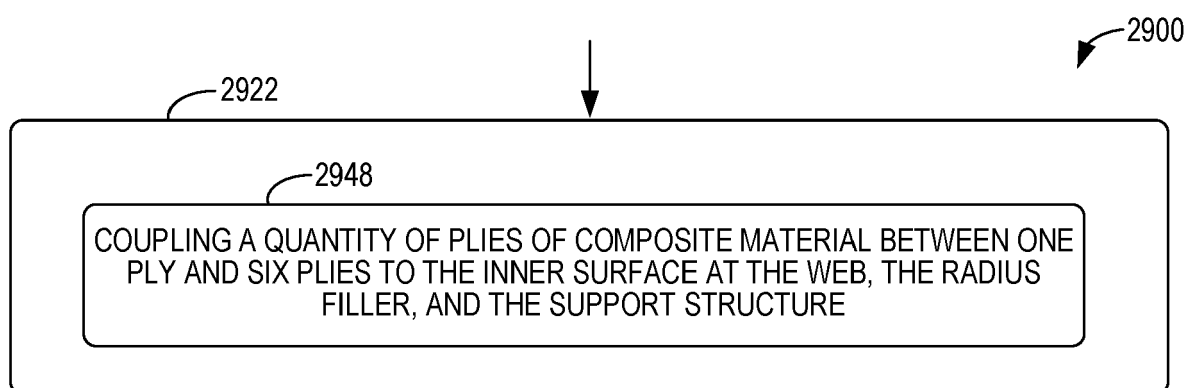 2900
2922
2948
COUPLING A QUANTITY OF PLIES OF COMPOSITE MATERIAL BETWEEN ONE
PLY AND SIX PLIES TO THE INNER SURFACE AT THE WEB, THE RADIUS
FILLER, AND THE SUPPORT STRUCTURE